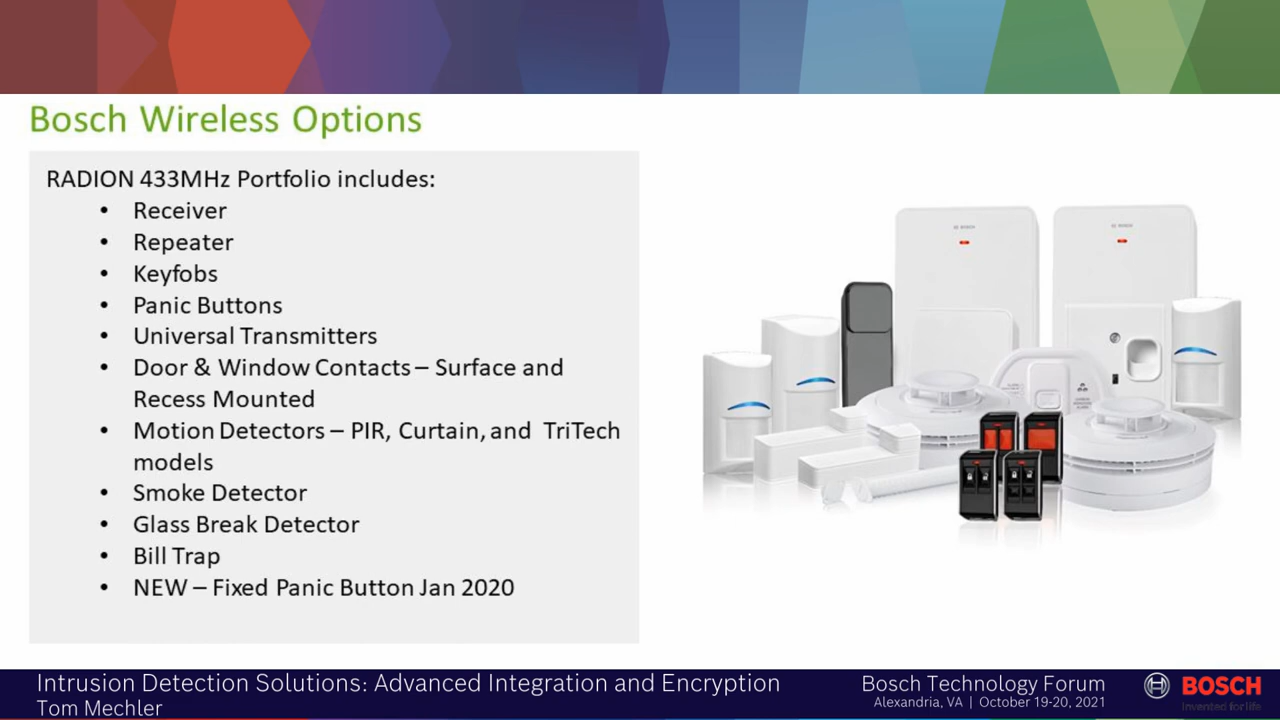 Bosch Wireless Options
RADION 433MHz Portfolio includes:
• Receiver
• Repeater
• Keyfobs
• Panic Buttons
• Universal Transmitters
• Door & Window Contacts – Surface and
Recess Mounted
• Motion Detectors – PIR, Curtain, and TriTech
models
• Smoke Detector
• Glass Break Detector
• Bill Trap
• NEW – Fixed Panic Button Jan 2020
BOSCH
BOSCH
Intrusion Detection Solutions: Advanced Integration and Encryption
Tom Mechler
Bosch Technology Forum
Alexandria, VA | October 19-20, 2021
BOSCH
Invented for life